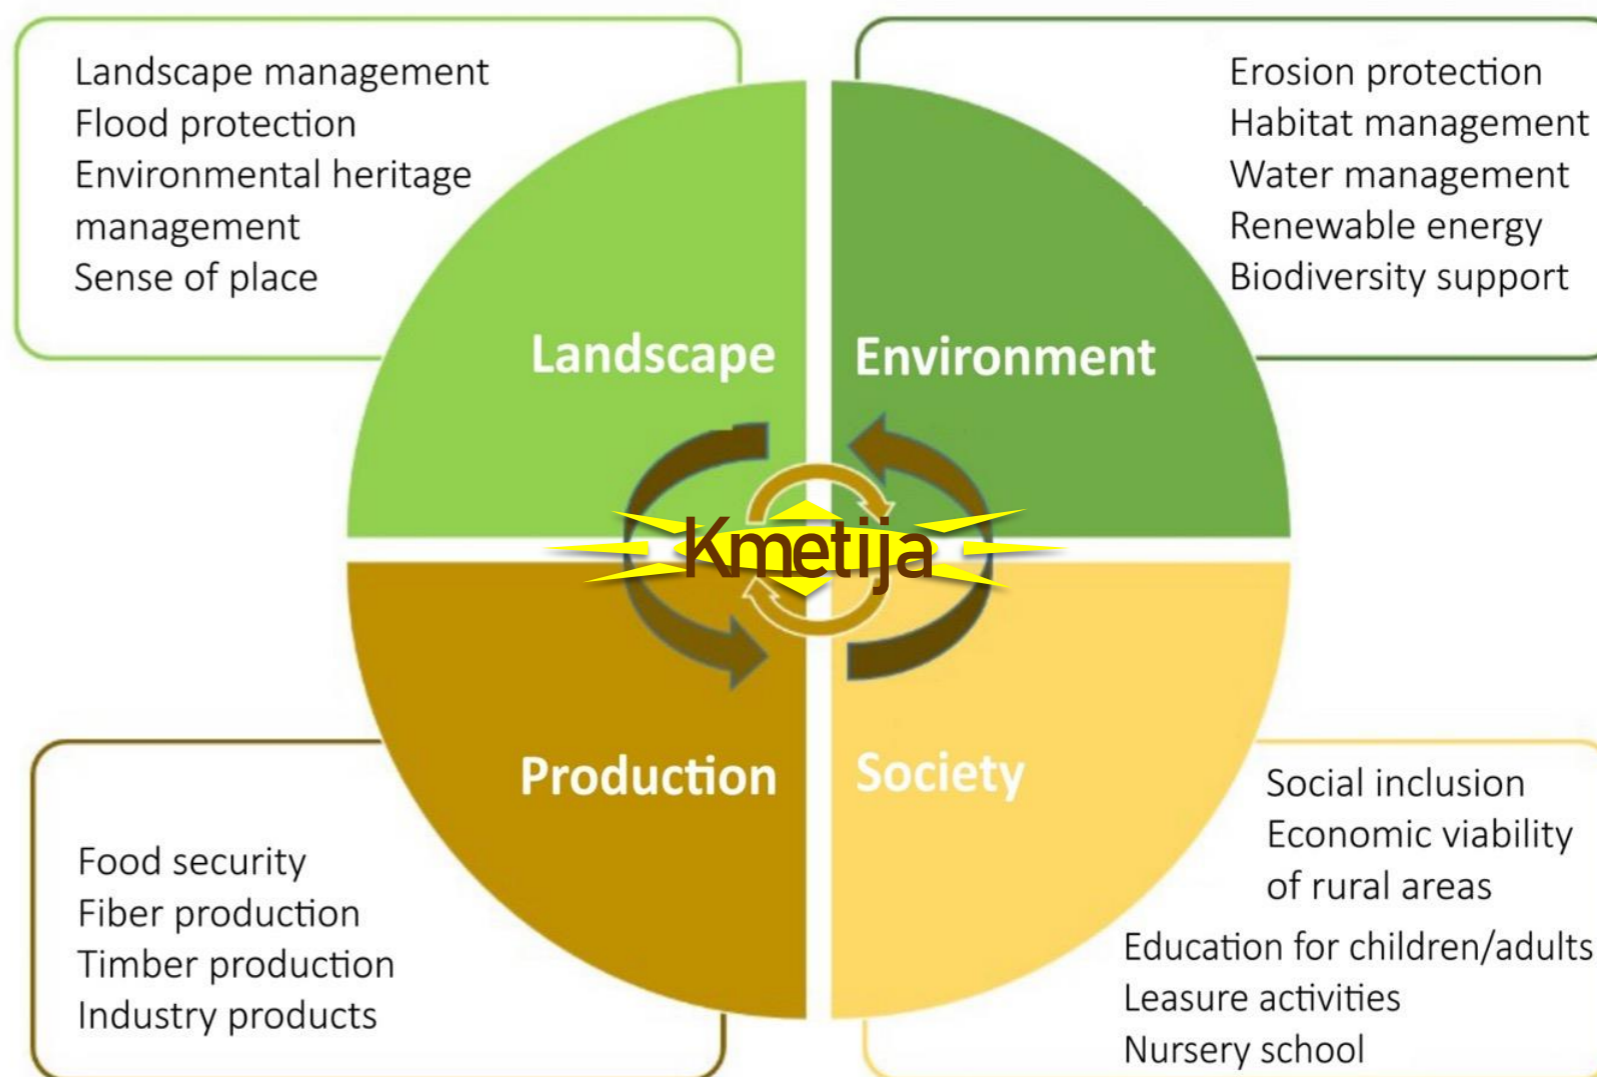 Landscape management
Flood protection
Environmental heritage
management
Sense of place
Erosion protection
Habitat management
Water management
Renewable energy
Biodiversity support
Landscape
Environment
Kmetija
Production
Society
Food security
Fiber production
Timber production
Industry products
Social inclusion
Economic viability
of rural areas
Education for children/adults
Leasure activities
Nursery school